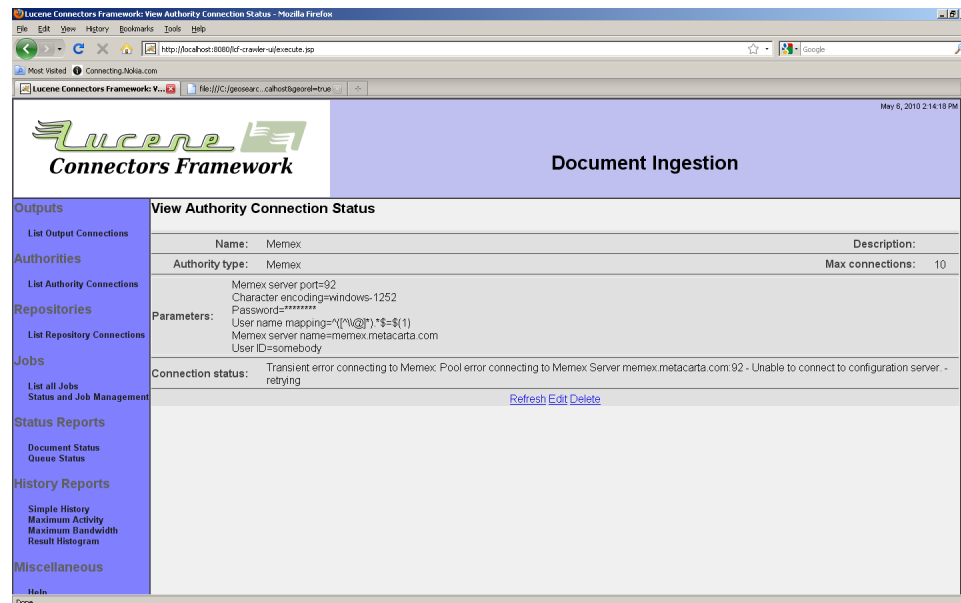 Lucene Connectors Framework: View Authority Connection Status - Mozilla Firefox
File Edit View History Bookmarks Tools Help
http://localhost:8080/lcf-crawler-ui/execute.jsp
Google
Most Visited Connecting.Nokia.com
Lucene Connectors Framework: V...
file:///C:/geosearc...calhost&georel=true
May 6, 2010 2:14:18 PM
Lucene
Connectors Framework
Document Ingestion
Outputs
List Output Connections
Authorities
List Authority Connections
Repositories
List Repository Connections
Jobs
List all Jobs
Status and Job Management
Status Reports
Document Status
Queue Status
History Reports
Simple History
Maximum Activity
Maximum Bandwidth
Result Histogram
Miscellaneous
Help
View Authority Connection Status
Name: Memex Description:
Authority type: Memex Max connections: 10
Parameters:
Memex server port=92
Character encoding=windows-1252
Password=********
User name mapping=^([^\\@]*).*$=$(1)
Memex server name=memex.metacarta.com
User ID=somebody
Connection status: Transient error connecting to Memex: Pool error connecting to Memex Server memex.metacarta.com:92 - Unable to connect to configuration server. -
retrying
Refresh Edit Delete
Done